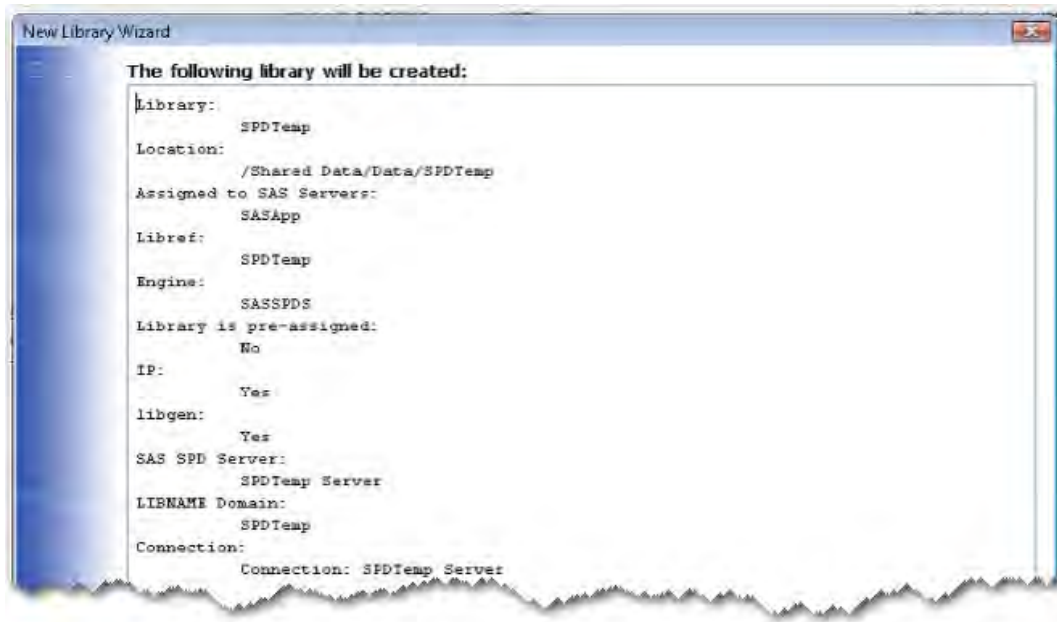 New Library Wizard
The following library will be created:
Library:
SPDTemp
Location:
/Shared Data/Data/SPDTemp
Assigned to SAS Servers:
SASApp
Libref:
SPDTemp
Engine:
SASSPDS
Library is pre-assigned:
No
IP:
Yes
libgen:
Yes
SAS SPD Server:
SPDTemp Server
LIBNAME Domain:
SPDTemp
Connection:
Connection: SPDTemp Server